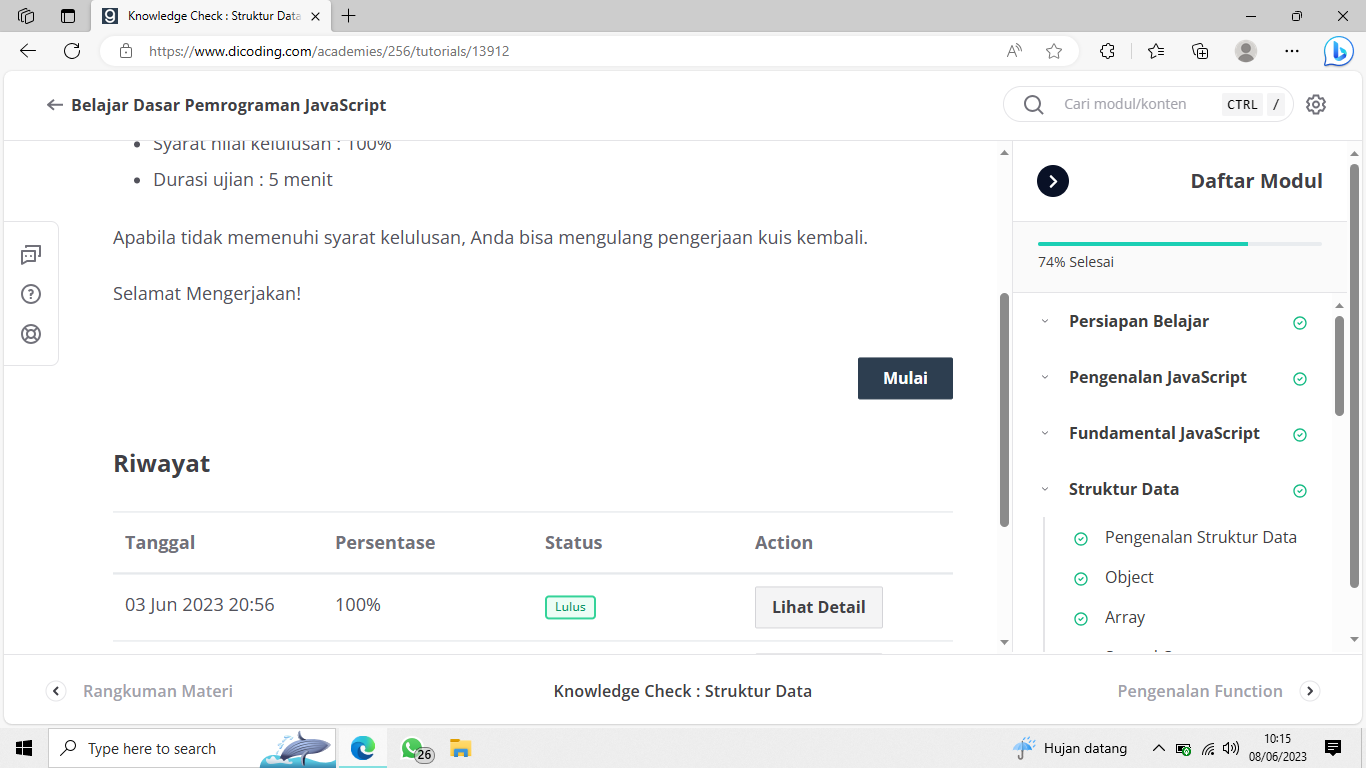 Knowledge Check : Struktur Data
https://www.dicoding.com/academies/256/tutorials/13912
Belajar Dasar Pemrograman JavaScript
Cari modul/konten
CTRL /
Syarat nilai kelulusan : 100%
Durasi ujian : 5 menit
Apabila tidak memenuhi syarat kelulusan, Anda bisa mengulang pengerjaan kuis kembali.
Selamat Mengerjakan!
Mulai
Riwayat
Tanggal Persentase Status Action
03 Jun 2023 20:56 100% Lulus Lihat Detail
Daftar Modul
74% Selesai
Persiapan Belajar
Pengenalan JavaScript
Fundamental JavaScript
Struktur Data
Pengenalan Struktur Data
Object
Array
Rangkuman Materi
Knowledge Check : Struktur Data
Pengenalan Function
Type here to search
26
Hujan datang
10:15
08/06/2023